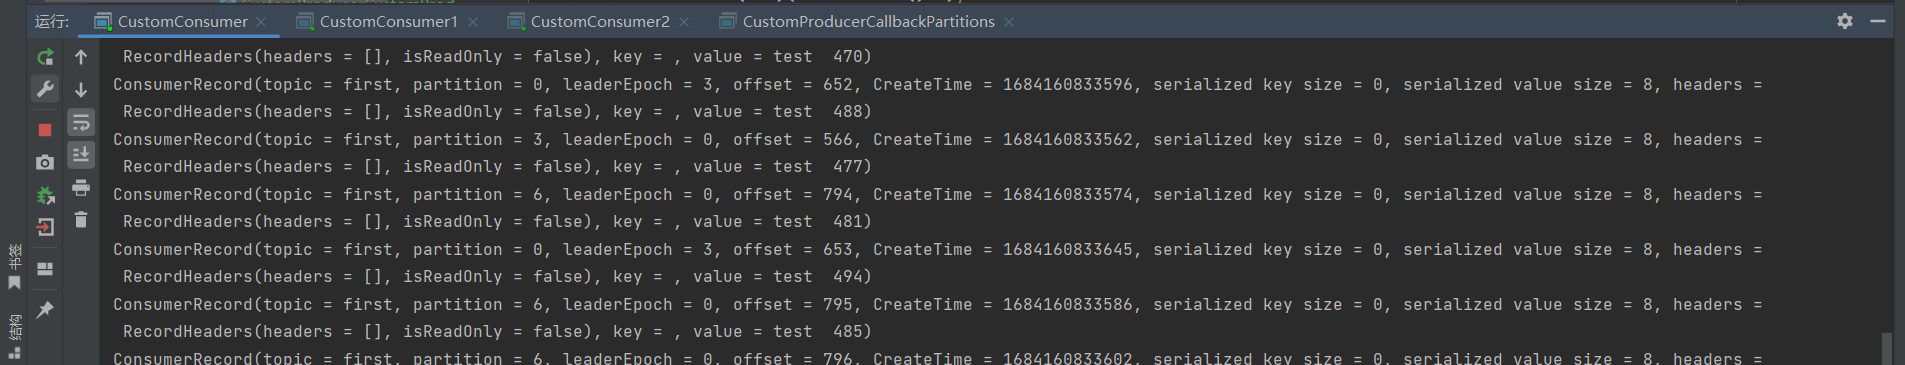 运行: CustomConsumer CustomConsumer1 CustomConsumer2 CustomProducerCallbackPartitions
RecordHeaders(headers = [], isReadOnly = false), key = , value = test  470)
ConsumerRecord(topic = first, partition = 0, leaderEpoch = 3, offset = 652, CreateTime = 1684160833596, serialized key size = 0, serialized value size = 8, headers =
RecordHeaders(headers = [], isReadOnly = false), key = , value = test  488)
ConsumerRecord(topic = first, partition = 3, leaderEpoch = 0, offset = 566, CreateTime = 1684160833562, serialized key size = 0, serialized value size = 8, headers =
RecordHeaders(headers = [], isReadOnly = false), key = , value = test  477)
ConsumerRecord(topic = first, partition = 6, leaderEpoch = 0, offset = 794, CreateTime = 1684160833574, serialized key size = 0, serialized value size = 8, headers =
RecordHeaders(headers = [], isReadOnly = false), key = , value = test  481)
ConsumerRecord(topic = first, partition = 0, leaderEpoch = 3, offset = 653, CreateTime = 1684160833645, serialized key size = 0, serialized value size = 8, headers =
RecordHeaders(headers = [], isReadOnly = false), key = , value = test  494)
ConsumerRecord(topic = first, partition = 6, leaderEpoch = 0, offset = 795, CreateTime = 1684160833586, serialized key size = 0, serialized value size = 8, headers =
RecordHeaders(headers = [], isReadOnly = false), key = , value = test  485)
ConsumerRecord(topic = first, partition = 6, leaderEpoch = 0, offset = 796, CreateTime = 1684160833602, serialized key size = 0, serialized value size = 8, headers =
书签
结构